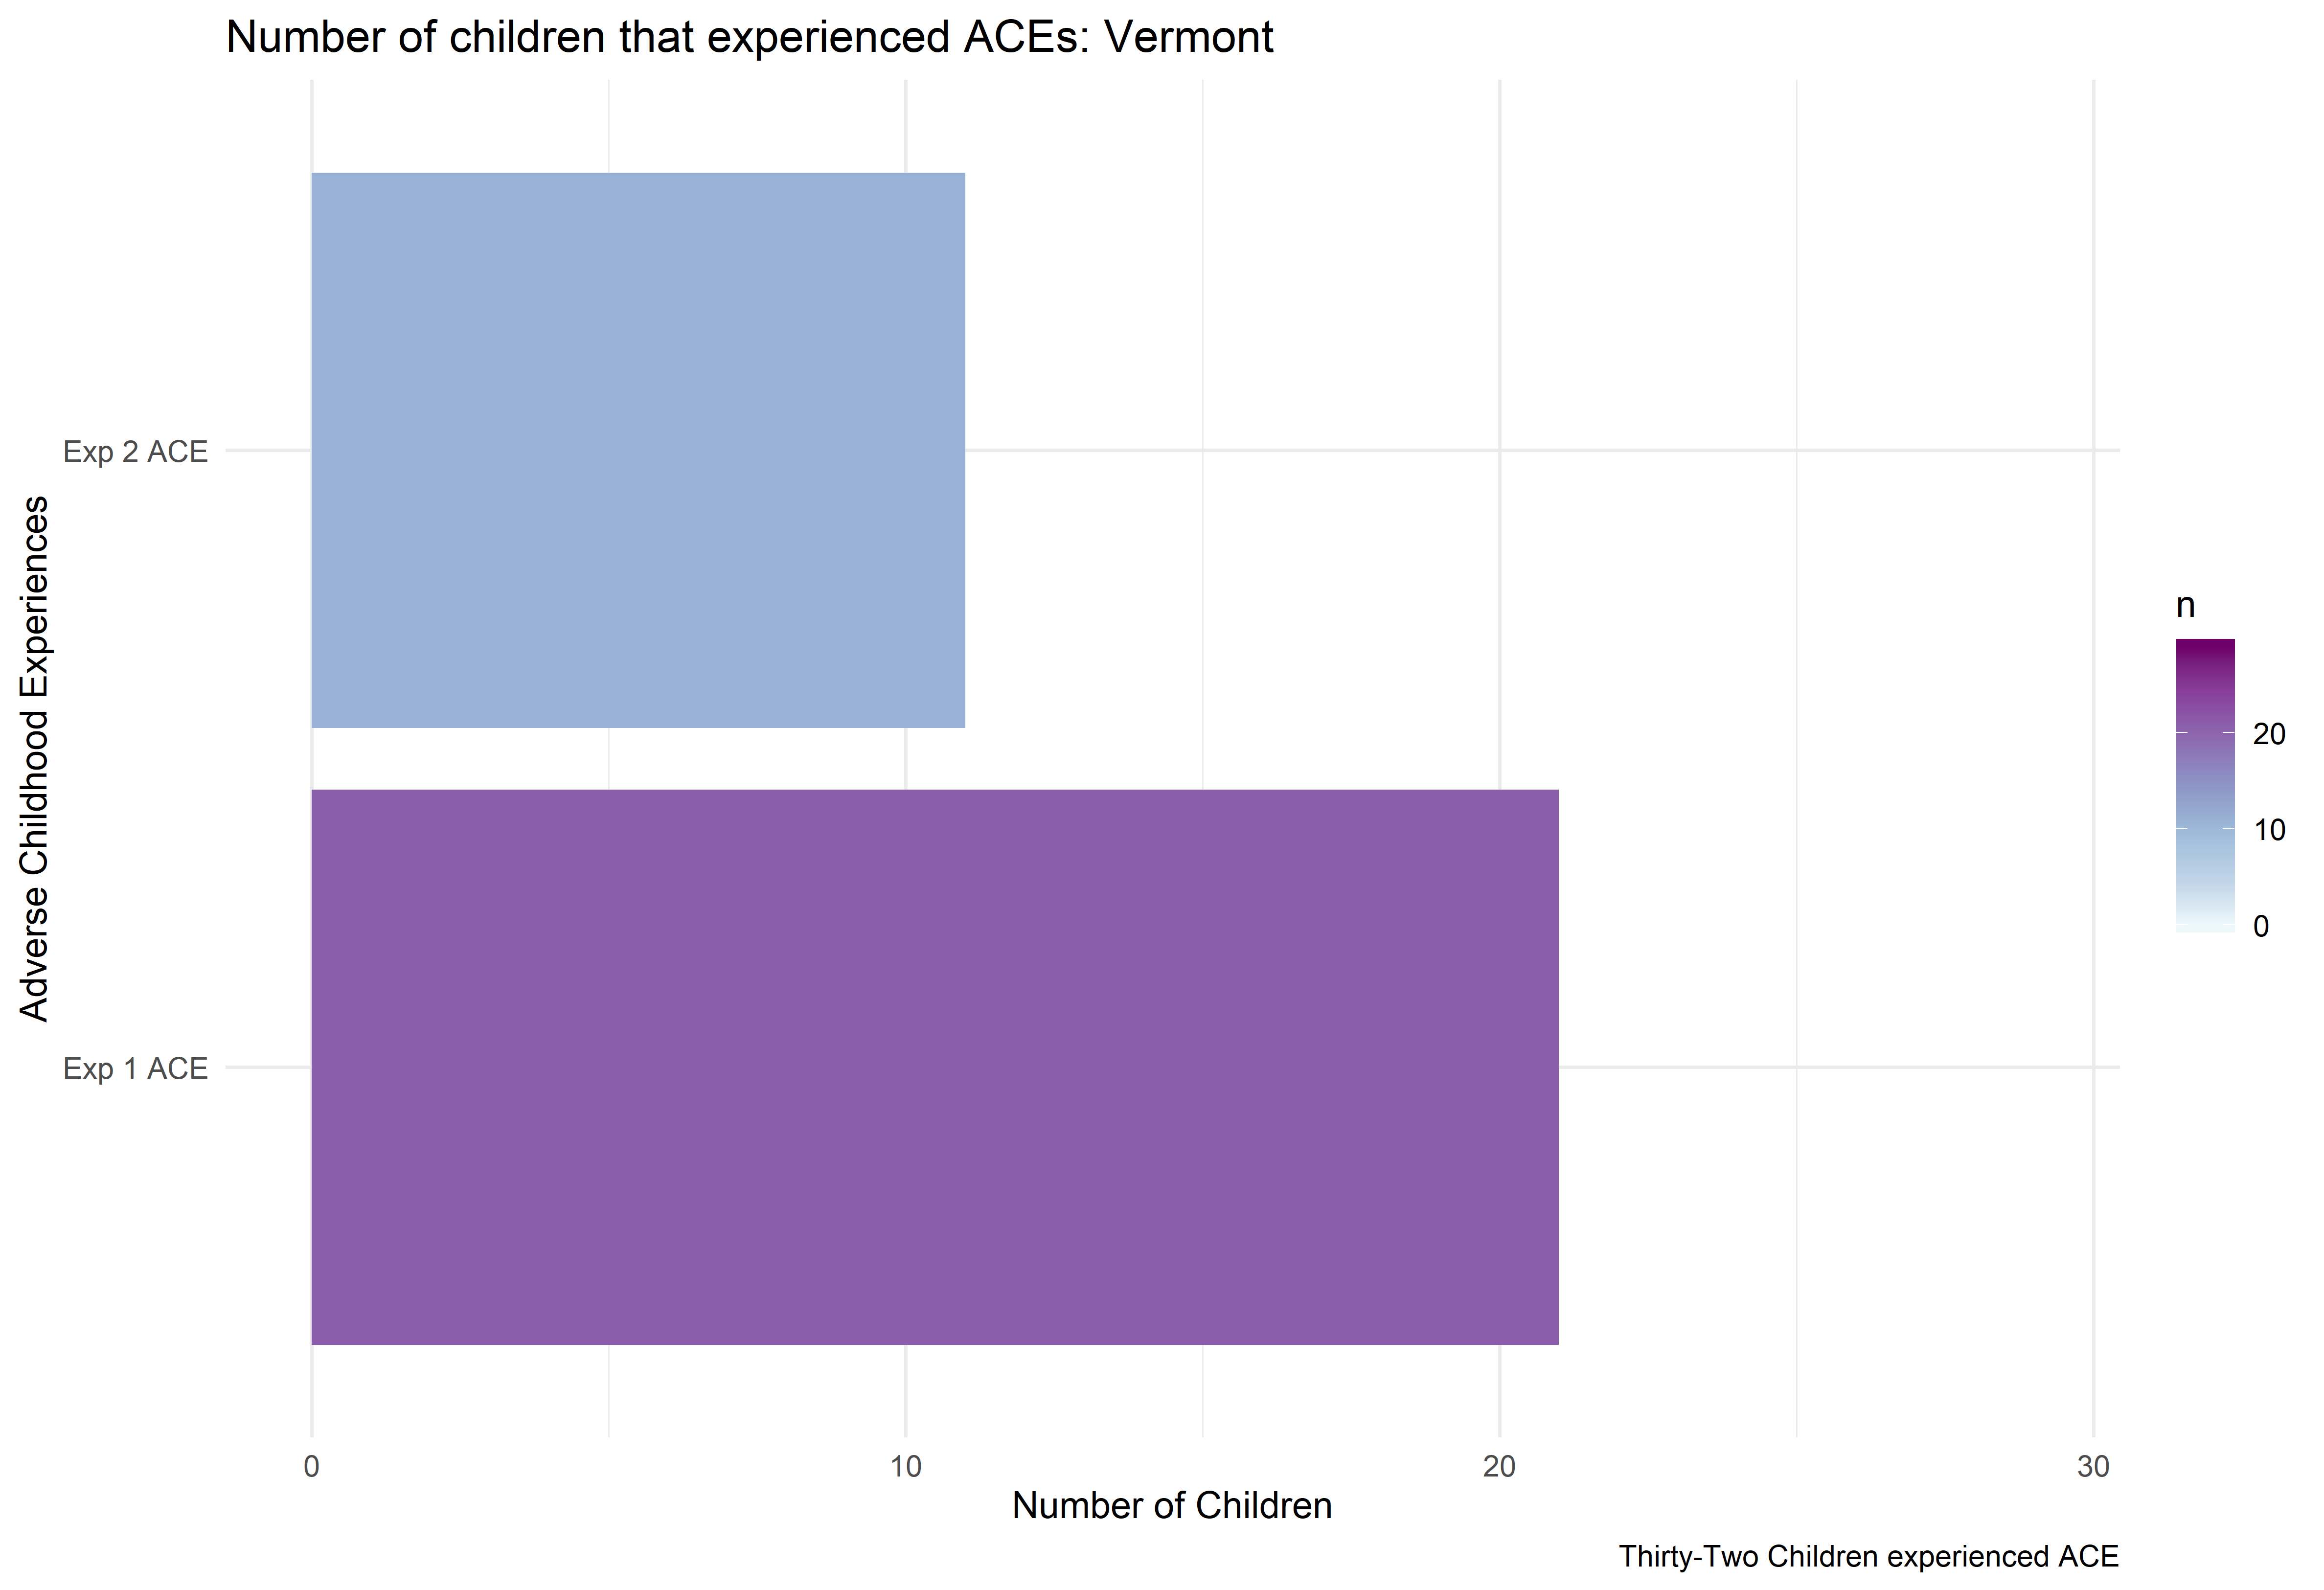 Number of children that experienced ACEs: Vermont
Adverse Childhood Experiences
Exp 2 ACE
Exp 1 ACE
0
10
20
30
Number of Children
n
20
10
0
Thirty-Two Children experienced ACE